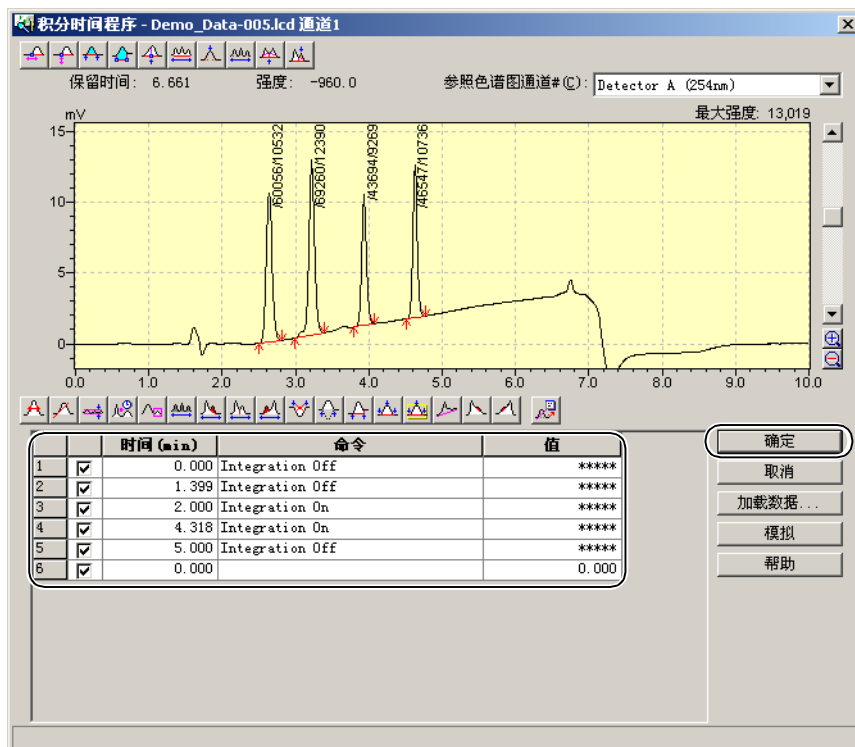 积分时间程序 - Demo_Data-005.lcd 通道1
保留时间: 6.661 强度: -960.0 参照色谱图通道#(C): Detector A (254nm)
mV 最大强度: 13,019
15
10
5
0
/60056/10532
/69260/12390
/43694/9269
/46547/10736
0.0 1.0 2.0 3.0 4.0 5.0 6.0 7.0 8.0 9.0 10.0
时间(min) 命令 值
1 0.000 Integration Off *****
2 1.399 Integration Off *****
3 2.000 Integration On *****
4 4.318 Integration On *****
5 5.000 Integration Off *****
6 0.000 0.000
确定
取消
加载数据...
模拟
帮助